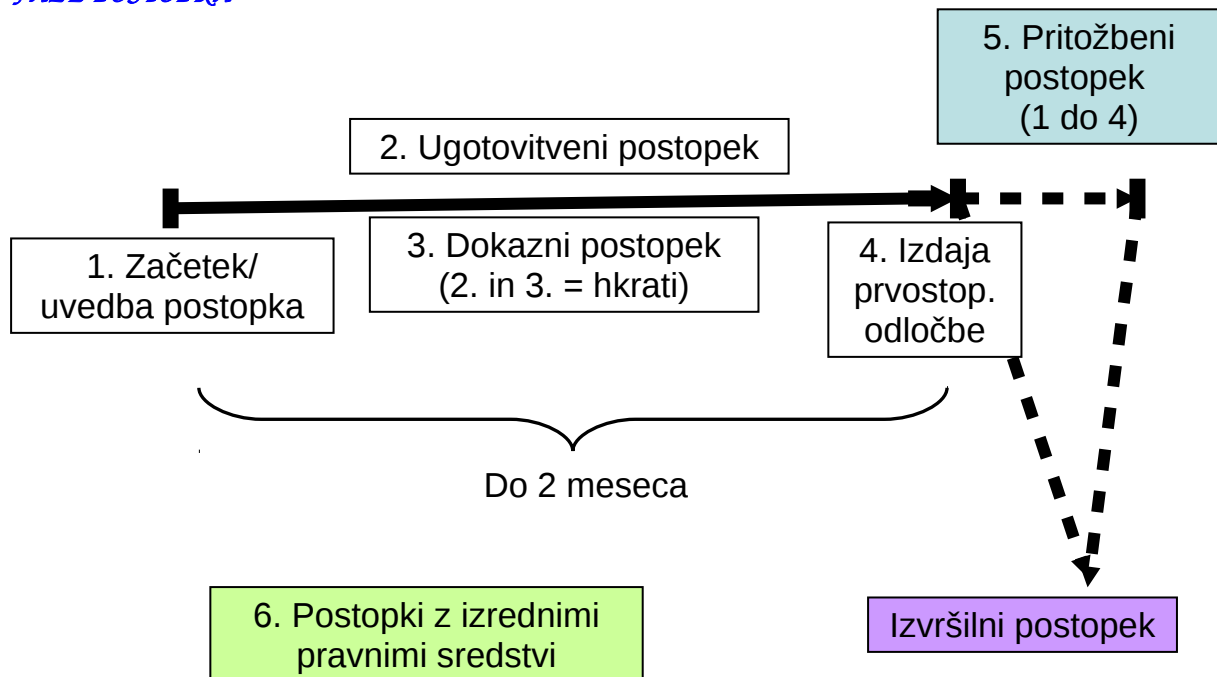 5. Pritožbeni
postopek
(1 do 4)
2. Ugotovitveni postopek
1. Začetek/
uvedba postopka
3. Dokazni postopek
(2. in 3. = hkrati)
4. Izdaja
prvostop.
odločbe
Do 2 meseca
6. Postopki z izrednimi
pravnimi sredstvi
Izvršilni postopek